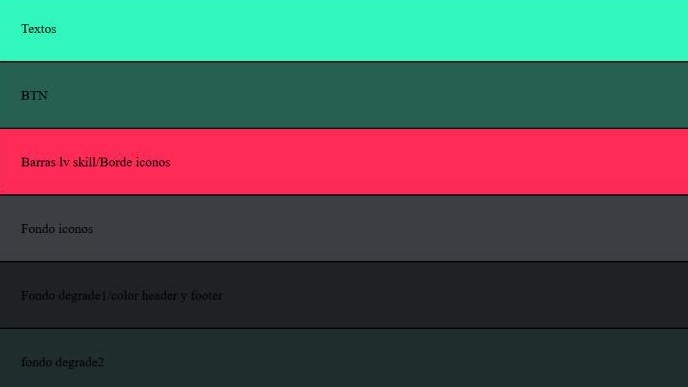 Textos
BTN
Barras lv skill/Borde iconos
Fondo iconos
Fondo degrade1/color header y footer
fondo degrade2